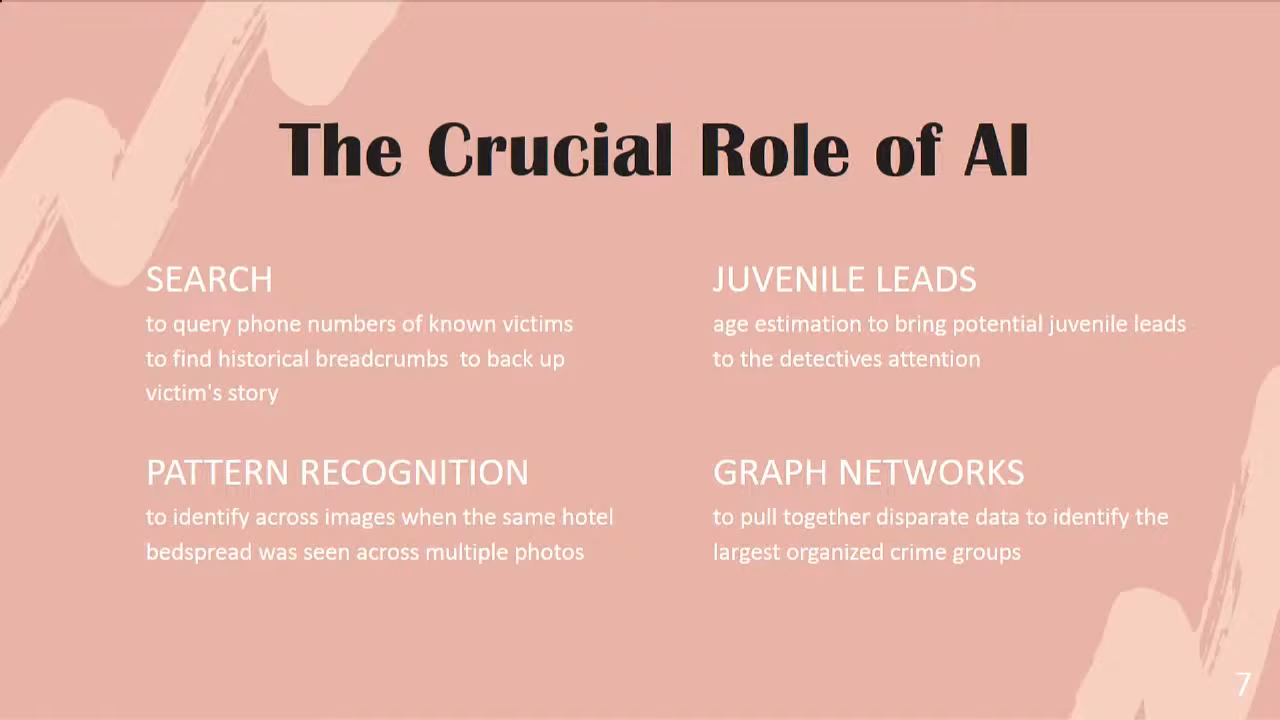 The Crucial Role of AI
SEARCH
to query phone numbers of known victims
to find historical breadcrumbs  to back up
victim's story
JUVENILE LEADS
age estimation to bring potential juvenile leads
to the detectives attention
PATTERN RECOGNITION
to identify across images when the same hotel
bedspread was seen across multiple photos
GRAPH NETWORKS
to pull together disparate data to identify the
largest organized crime groups
7